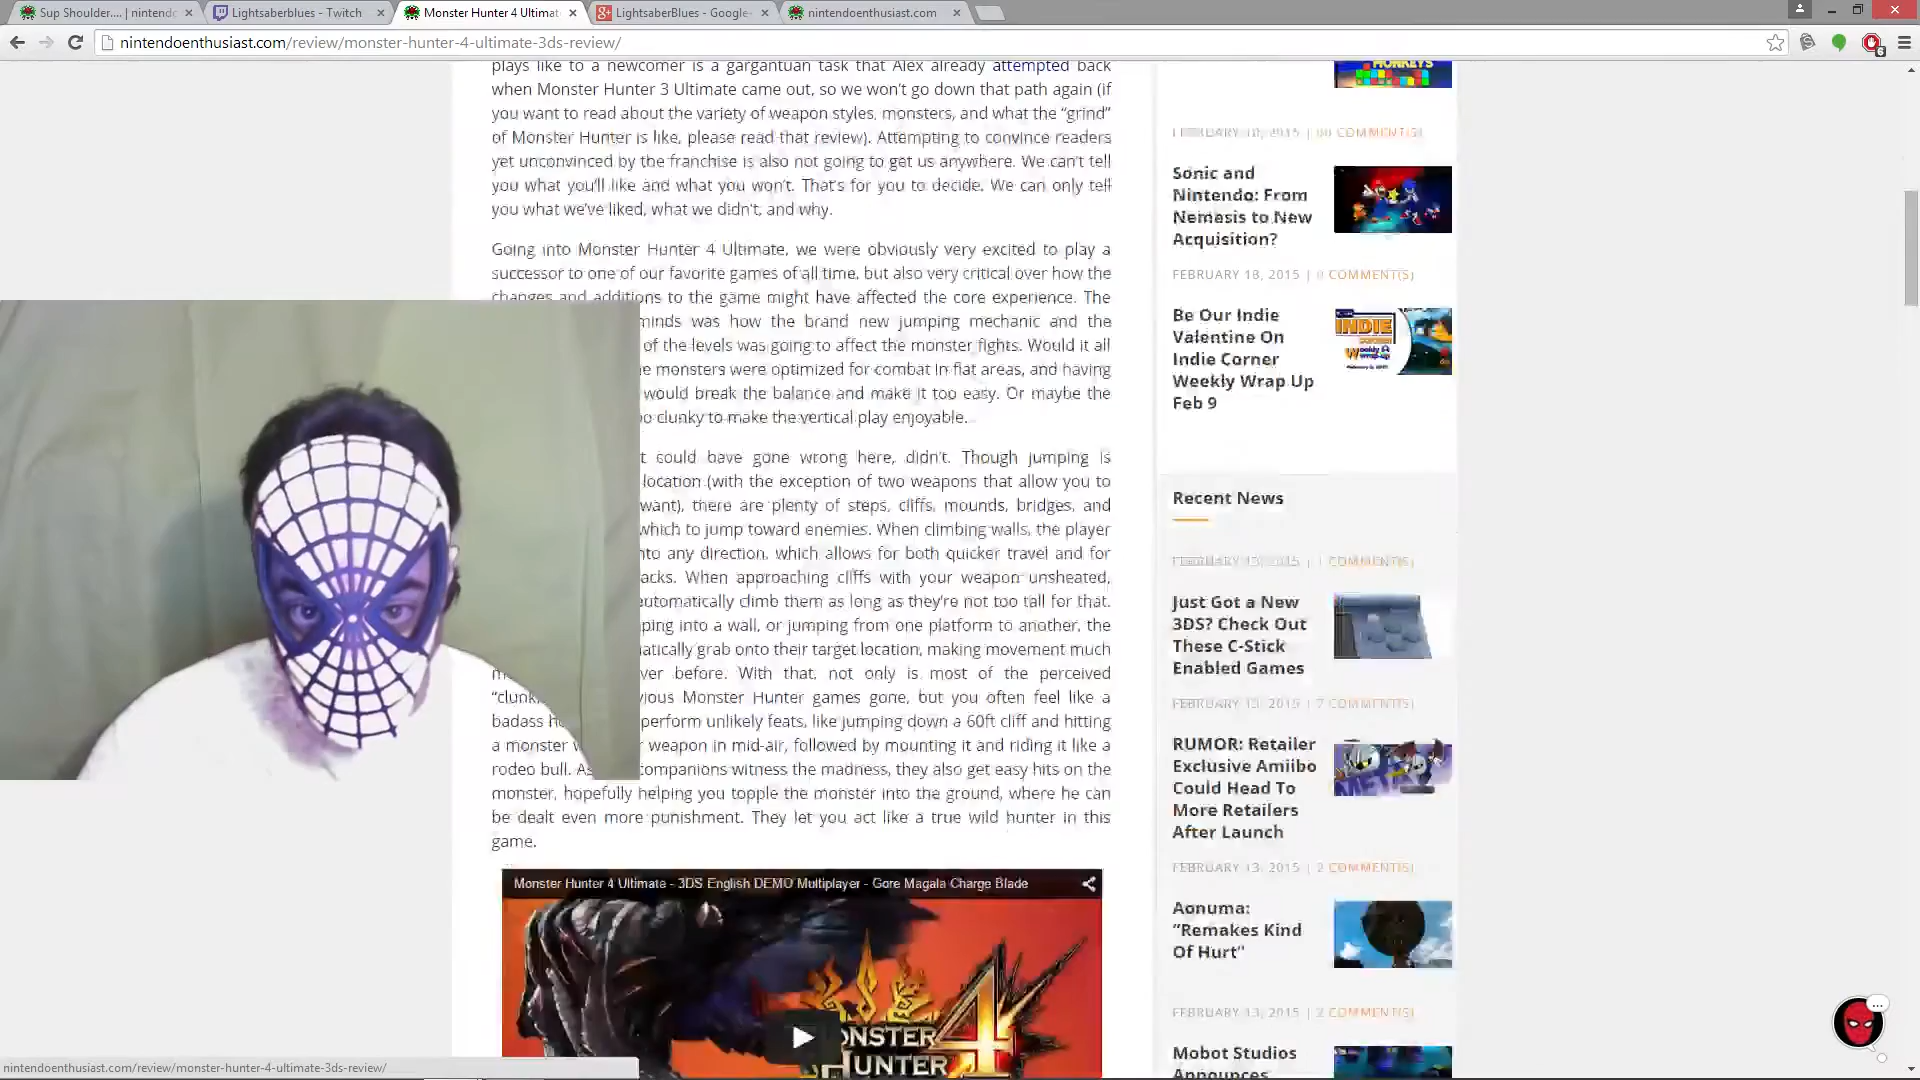 Sup Shoulder.... | nintendo
Lightsaberblues - Twitch
Monster Hunter 4 Ultimat
LightsaberBlues - Google
nintendoenthusiast.com
nintendoenthusiast.com/review/monster-hunter-4-ultimate-3ds-review/
6
plays like to a newcomer is a gargantuan task that Alex already attempted back
when Monster Hunter 3 Ultimate came out, so we won't go down that path again (if
you want to read about the variety of weapon styles, monsters, and what the “grind”
of Monster Hunter is like, please read that review). Attempting to convince readers
yet unconvinced by the franchise is also not going to get us anywhere. We can't tell
you what you'll like and what you won't. That's for you to decide. We can only tell
you what we've liked, what we didn't, and why.
Going into Monster Hunter 4 Ultimate, we were obviously very excited to play a
successor to one of our favorite games of all time, but also very critical over how the
changes and additions to the game might have affected the core experience. The
minds was how the brand new jumping mechanic and the
of the levels was going to affect the monster fights. Would it all
monsters were optimized for combat in flat areas, and having
would break the balance and make it too easy. Or maybe the
clunky to make the vertical play enjoyable.
could have gone wrong here, didn't. Though jumping is
location (with the exception of two weapons that allow you to
want), there are plenty of steps, cliffs, mounds, bridges, and
which to jump toward enemies. When climbing walls, the player
any direction, which allows for both quicker travel and for
acks. When approaching cliffs with your weapon unsheated,
utomatically climb them as long as they're not too tall for that.
ping into a wall, or jumping from one platform to another, the
atically grab onto their target location, making movement much
ver before. With that, not only is most of the perceived
“clunk ious Monster Hunter games gone, but you often feel like a
badass perform unlikely feats, like jumping down a 60ft cliff and hitting
a monster weapon in mid-air, followed by mounting it and riding it like a
rodeo bull. companions witness the madness, they also get easy hits on the
monster, hopefully helping you topple the monster into the ground, where he can
be dealt even more punishment. They let you act like a true wild hunter in this
game.
Monster Hunter 4 Ultimate - 3DS English DEMO Multiplayer - Gore Magala Charge Blade
MONSTER
HUNTER
4
COMMENT(S)
Sonic and
Nintendo: From
Nemesis to New
Acquisition?
FEBRUARY 18, 2015 | 0 COMMENT(S)
Be Our Indie
Valentine On
Indie Corner
Weekly Wrap Up
Feb 9
INDIE
Weekly
Wrap up
Recent News
FEBRUARY 13, 2015 | 1 COMMENT(S)
Just Got a New
3DS? Check Out
These C-Stick
Enabled Games
FEBRUARY 13, 2015 | 7 COMMENT(S)
RUMOR: Retailer
Exclusive Amiibo
Could Head To
More Retailers
After Launch
FEBRUARY 13, 2015 | 2 COMMENT(S)
Aonuma:
“Remakes Kind
Of Hurt”
FEBRUARY 13, 2015 | 2 COMMENT(S)
Mobot Studios
Announces
nintendoenthusiast.com/review/monster-hunter-4-ultimate-3ds-review/